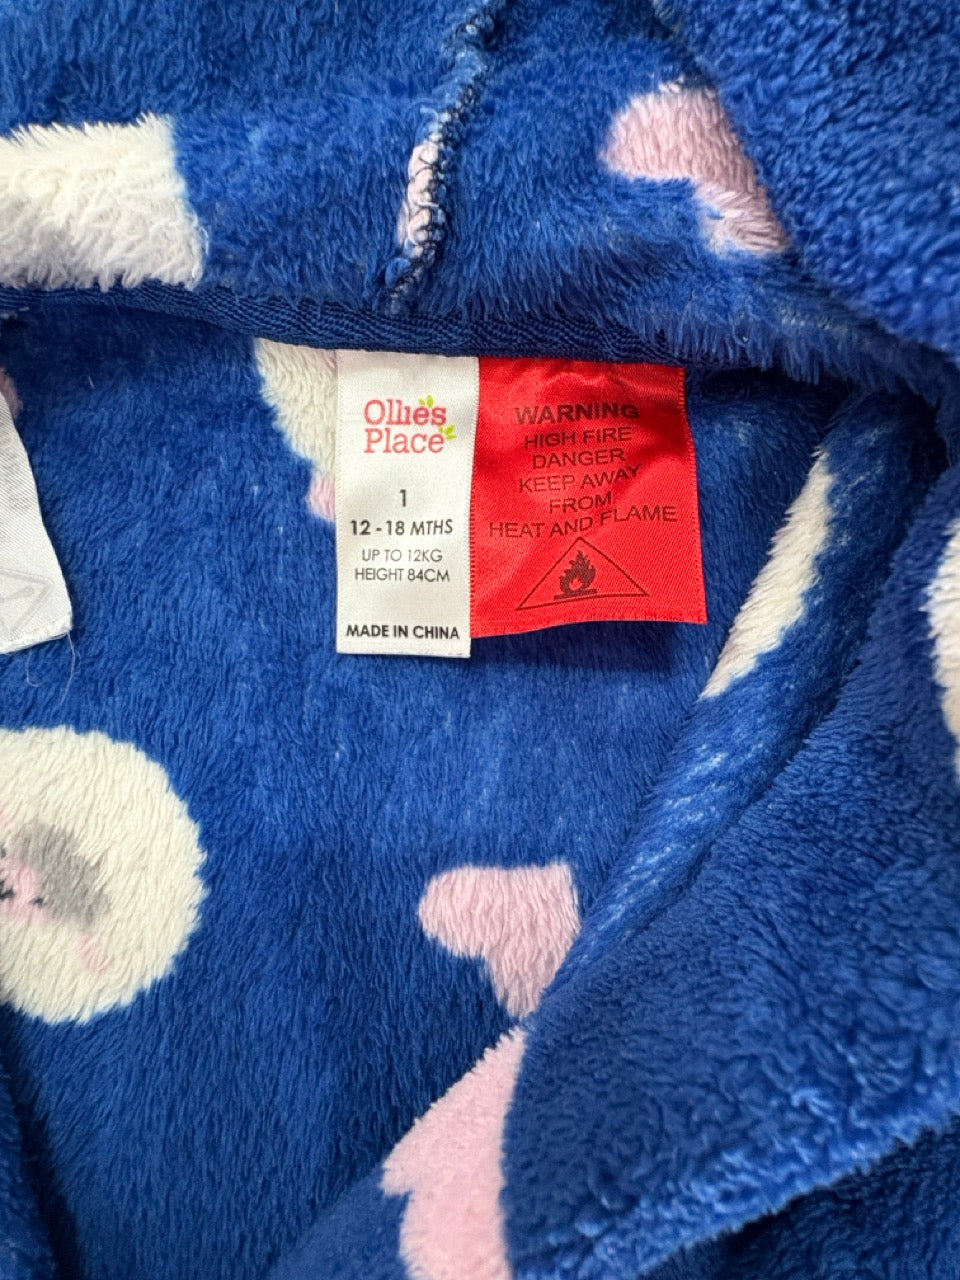 Ollie's
Place
1
12 - 18 MTHS
UP TO 12KG
HEIGHT 84CM
MADE IN CHINA
WARNING
HIGH FIRE
DANGER
KEEP AWAY
FROM
HEAT AND FLAME